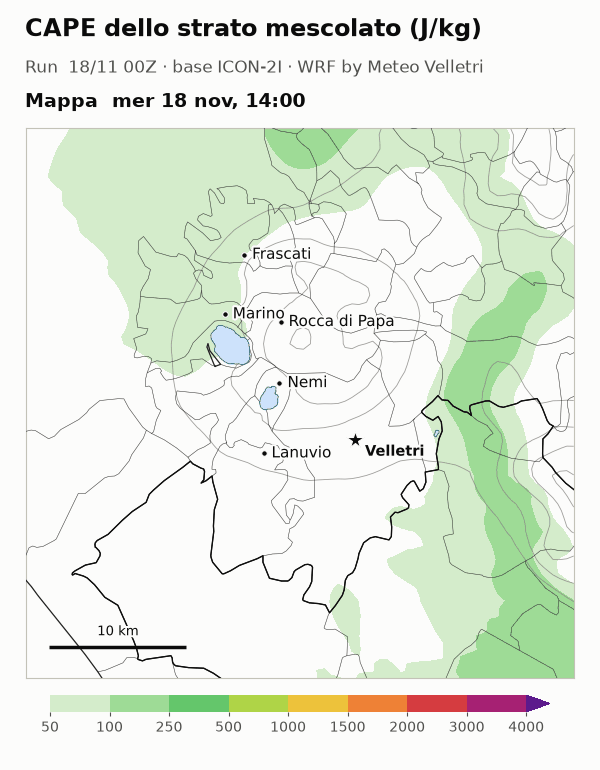 CAPE dello strato mescolato (J/kg)
Run  18/11 00Z · base ICON-2I · WRF by Meteo Velletri
Mappa  mer 18 nov, 14:00
Frascati
Marino
Rocca di Papa
Nemi
Velletri
Lanuvio
10 km
50 100 250 500 1000 1500 2000 3000 4000